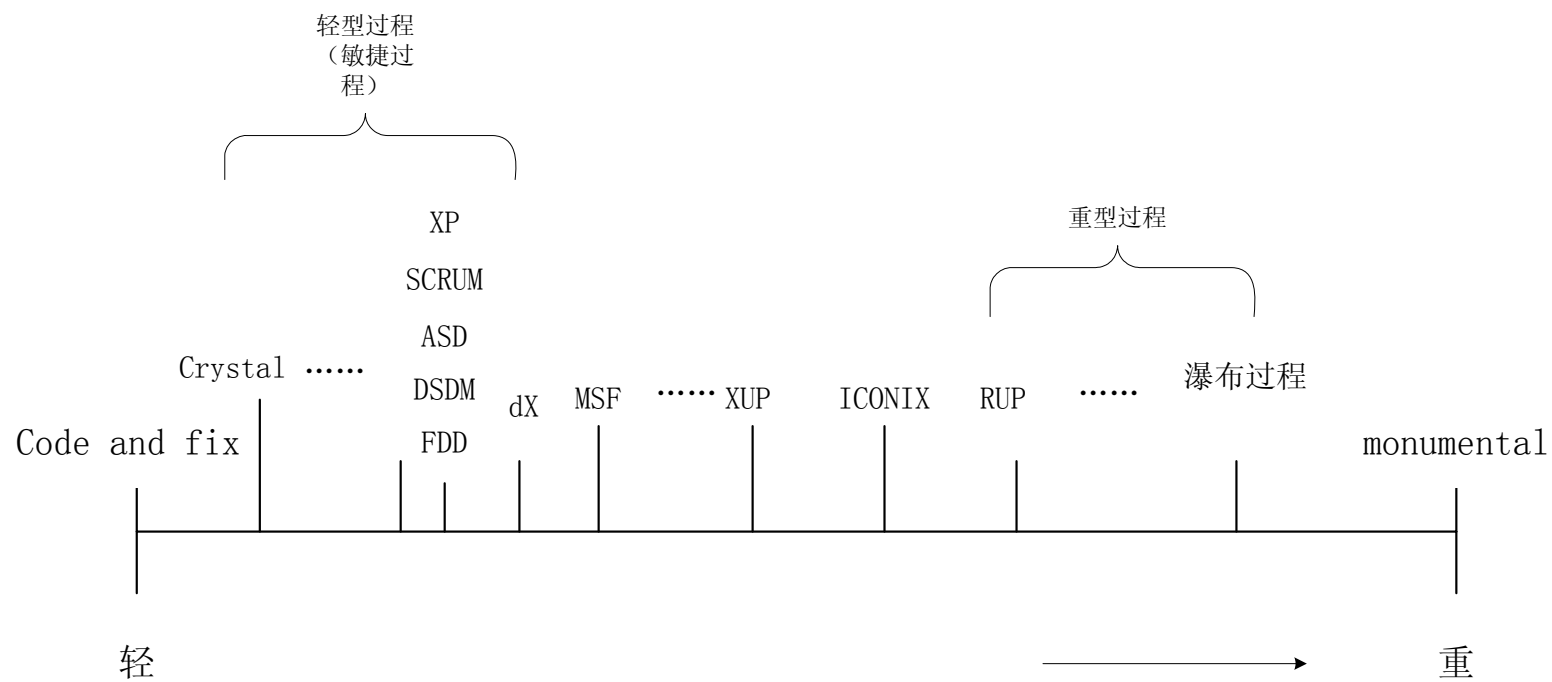 轻型过程
（敏捷过
程）
XP
SCRUM
ASD
DSDM
FDD
重型过程
Crystal ……
dX
MSF …… XUP
ICONIX
RUP ……
瀑布过程
Code and fix
monumental
轻
重